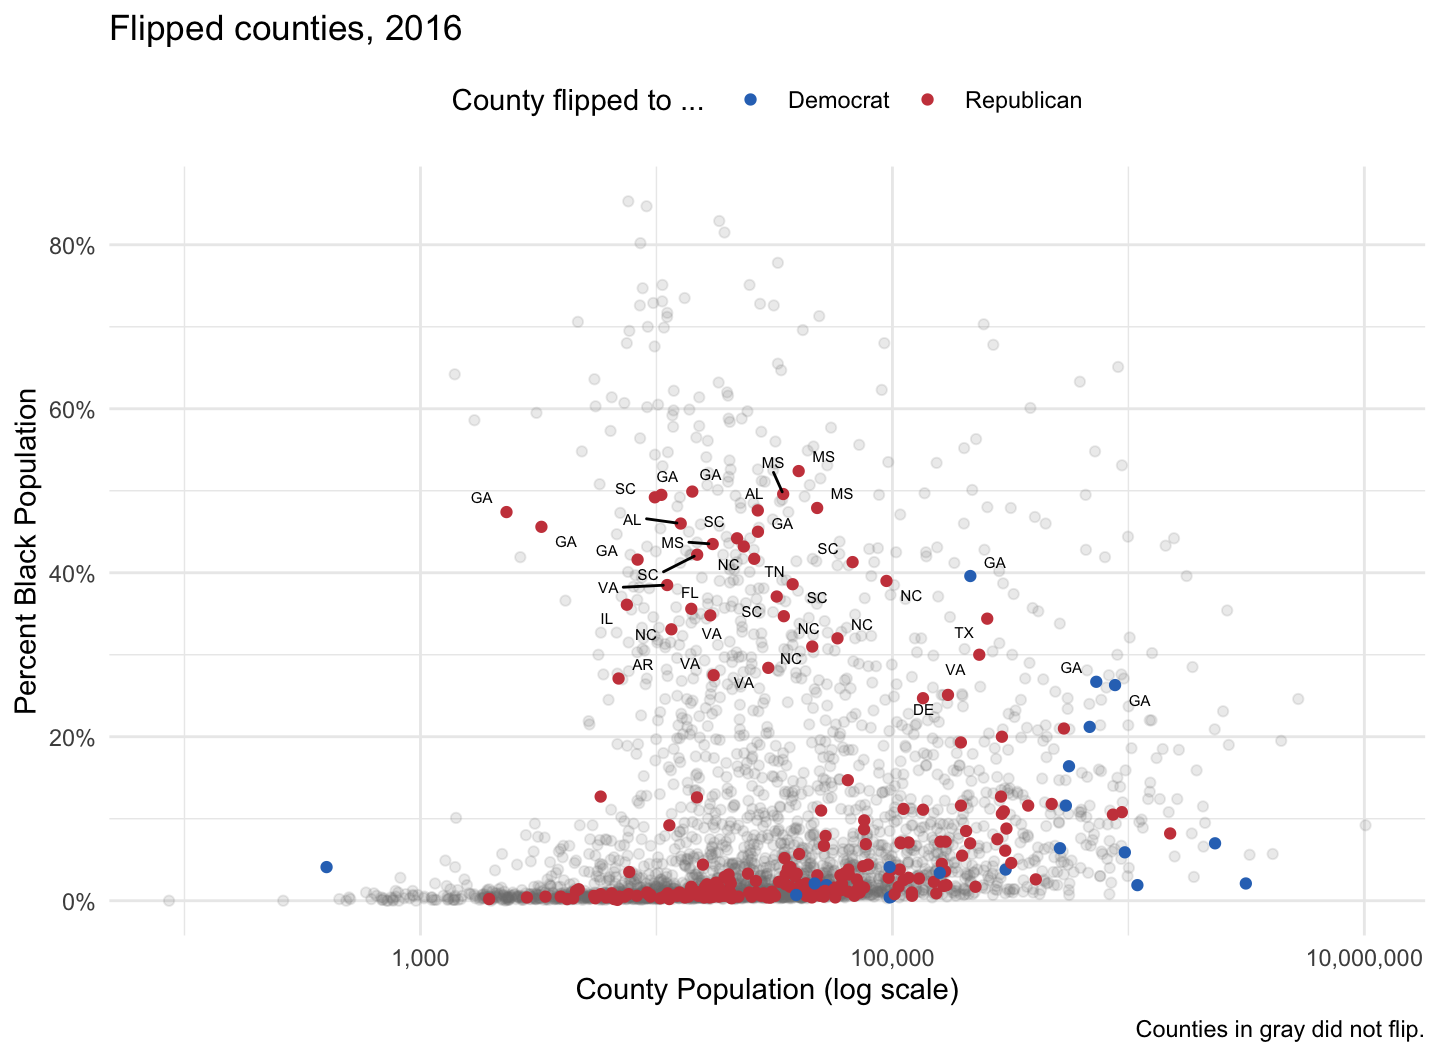 Flipped counties, 2016
County flipped to ... Democrat Republican
80%
60%
40%
20%
0%
Percent Black Population
MS
MS
GA
GA
SC
MS
AL
GA
AL
SC
GA
GA
MS
GA
SC
NC
GA
SC
TN
VA
FL
NC
SC
SC
IL
VA
NC
NC
NC
TX
NC
AR
VA
VA
GA
VA
GA
DE
1,000
100,000
10,000,000
County Population (log scale)
Counties in gray did not flip.